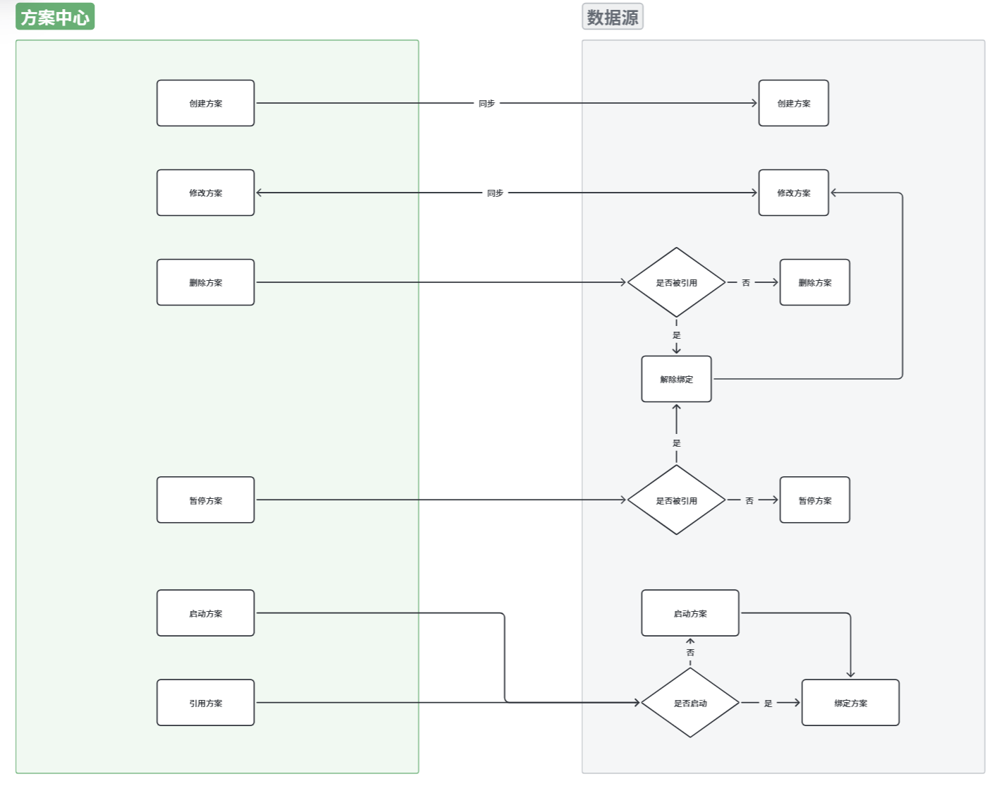 方案中心
数据源
创建方案
同步
创建方案
修改方案
同步
修改方案
删除方案
是否被引用
否
删除方案
是
解除绑定
是
暂停方案
是否被引用
否
暂停方案
启动方案
启动方案
否
引用方案
是否启动
是
绑定方案